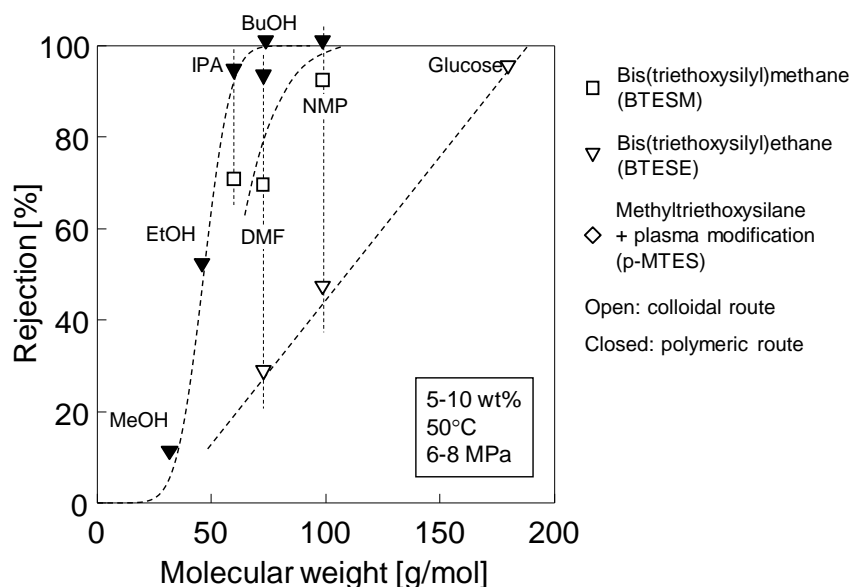 BuOH
100
IPA
Glucose
NMP
80
60
EtOH
DMF
40
20
MeOH
0
Rejection [%]
5-10 wt%
50°C
6-8 MPa
0 50 100 150 200
Molecular weight [g/mol]
Bis(triethoxysilyl)methane
(BTESM)
Bis(triethoxysilyl)ethane
(BTESE)
Methyltriethoxysilane
+ plasma modification
(p-MTES)
Open: colloidal route
Closed: polymeric route